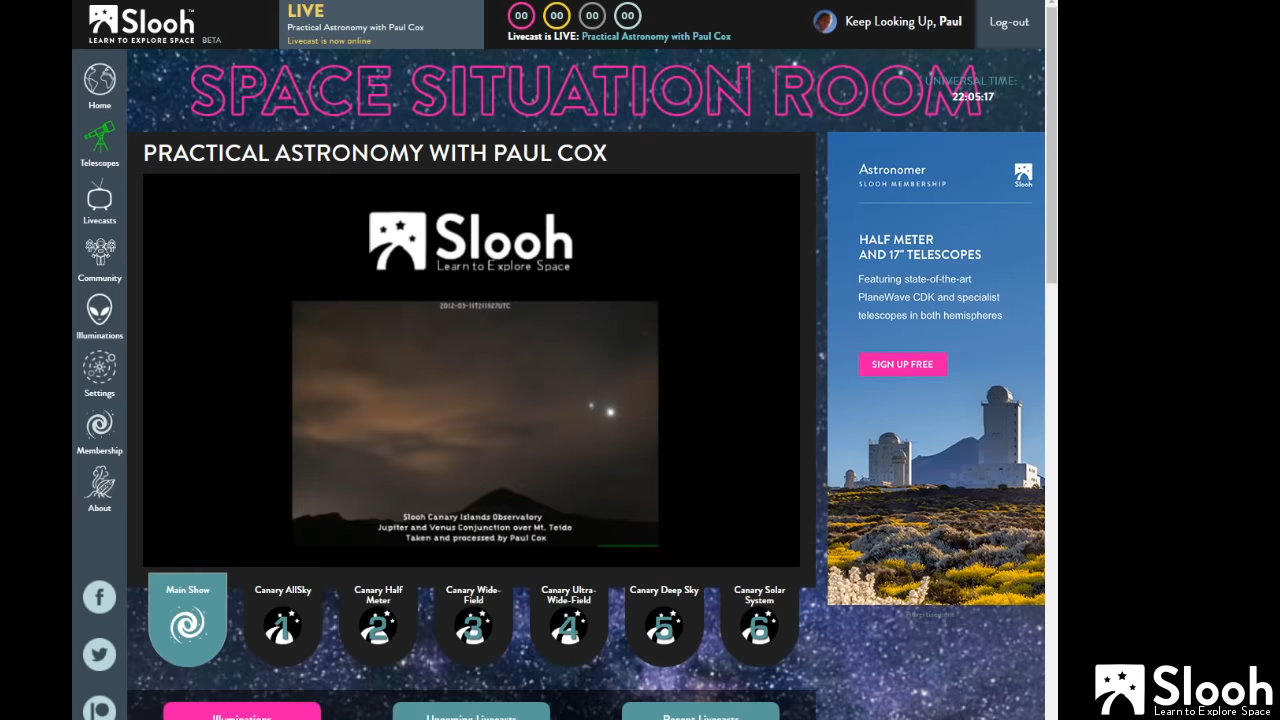 Slooh™
LEARN TO EXPLORE SPACE
BETA
LIVE
Practical Astronomy with Paul Cox
Livecast is now online
00 00 00 00
Livecast is LIVE: Practical Astronomy with Paul Cox
Keep Looking Up, Paul
Log-out
SPACE SITUATION ROOM
UNIVERSAL TIME:
22:05:17
Home
Telescopes
Livecasts
Community
Illuminations
Settings
Membership
About
PRACTICAL ASTRONOMY WITH PAUL COX
Slooh
Learn to Explore Space
Slooh Canary Islands Observatory
Jupiter and Venus Conjunction over Mt. Teide
Taken and processed by Paul Cox
Astronomer
SLOOH MEMBERSHIP
Slooh
HALF METER
AND 17" TELESCOPES
Featuring state-of-the-art
PlaneWave CDK and specialist
telescopes in both hemispheres
SIGN UP FREE
Main Show
Canary AllSky
1
Canary Half
Meter
2
Canary Wide-
Field
3
Canary Ultra-
Wide-Field
4
Canary Deep Sky
5
Canary Solar
System
6
Illuminations
Upcoming Livecasts
Recent Livecasts
Slooh
Learn to Explore Space